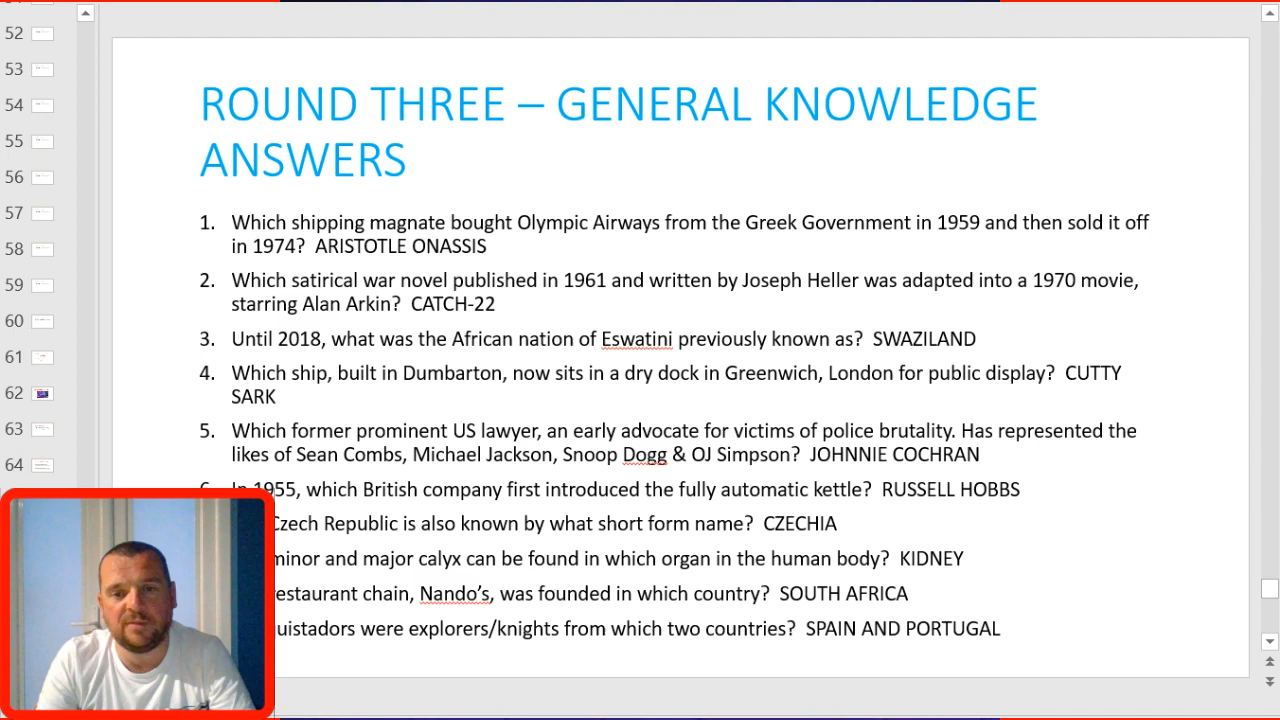 52
53
54
55
56
57
58
59
60
61
62
63
64
ROUND THREE – GENERAL KNOWLEDGE
ANSWERS
1. Which shipping magnate bought Olympic Airways from the Greek Government in 1959 and then sold it off
in 1974? ARISTOTLE ONASSIS
2. Which satirical war novel published in 1961 and written by Joseph Heller was adapted into a 1970 movie,
starring Alan Arkin? CATCH-22
3. Until 2018, what was the African nation of Eswatini previously known as? SWAZILAND
4. Which ship, built in Dumbarton, now sits in a dry dock in Greenwich, London for public display? CUTTY
SARK
5. Which former prominent US lawyer, an early advocate for victims of police brutality. Has represented the
likes of Sean Combs, Michael Jackson, Snoop Dogg & OJ Simpson? JOHNNIE COCHRAN
In 1955, which British company first introduced the fully automatic kettle? RUSSELL HOBBS
Czech Republic is also known by what short form name? CZECHIA
minor and major calyx can be found in which organ in the human body? KIDNEY
restaurant chain, Nando's, was founded in which country? SOUTH AFRICA
were explorers/knights from which two countries? SPAIN AND PORTUGAL